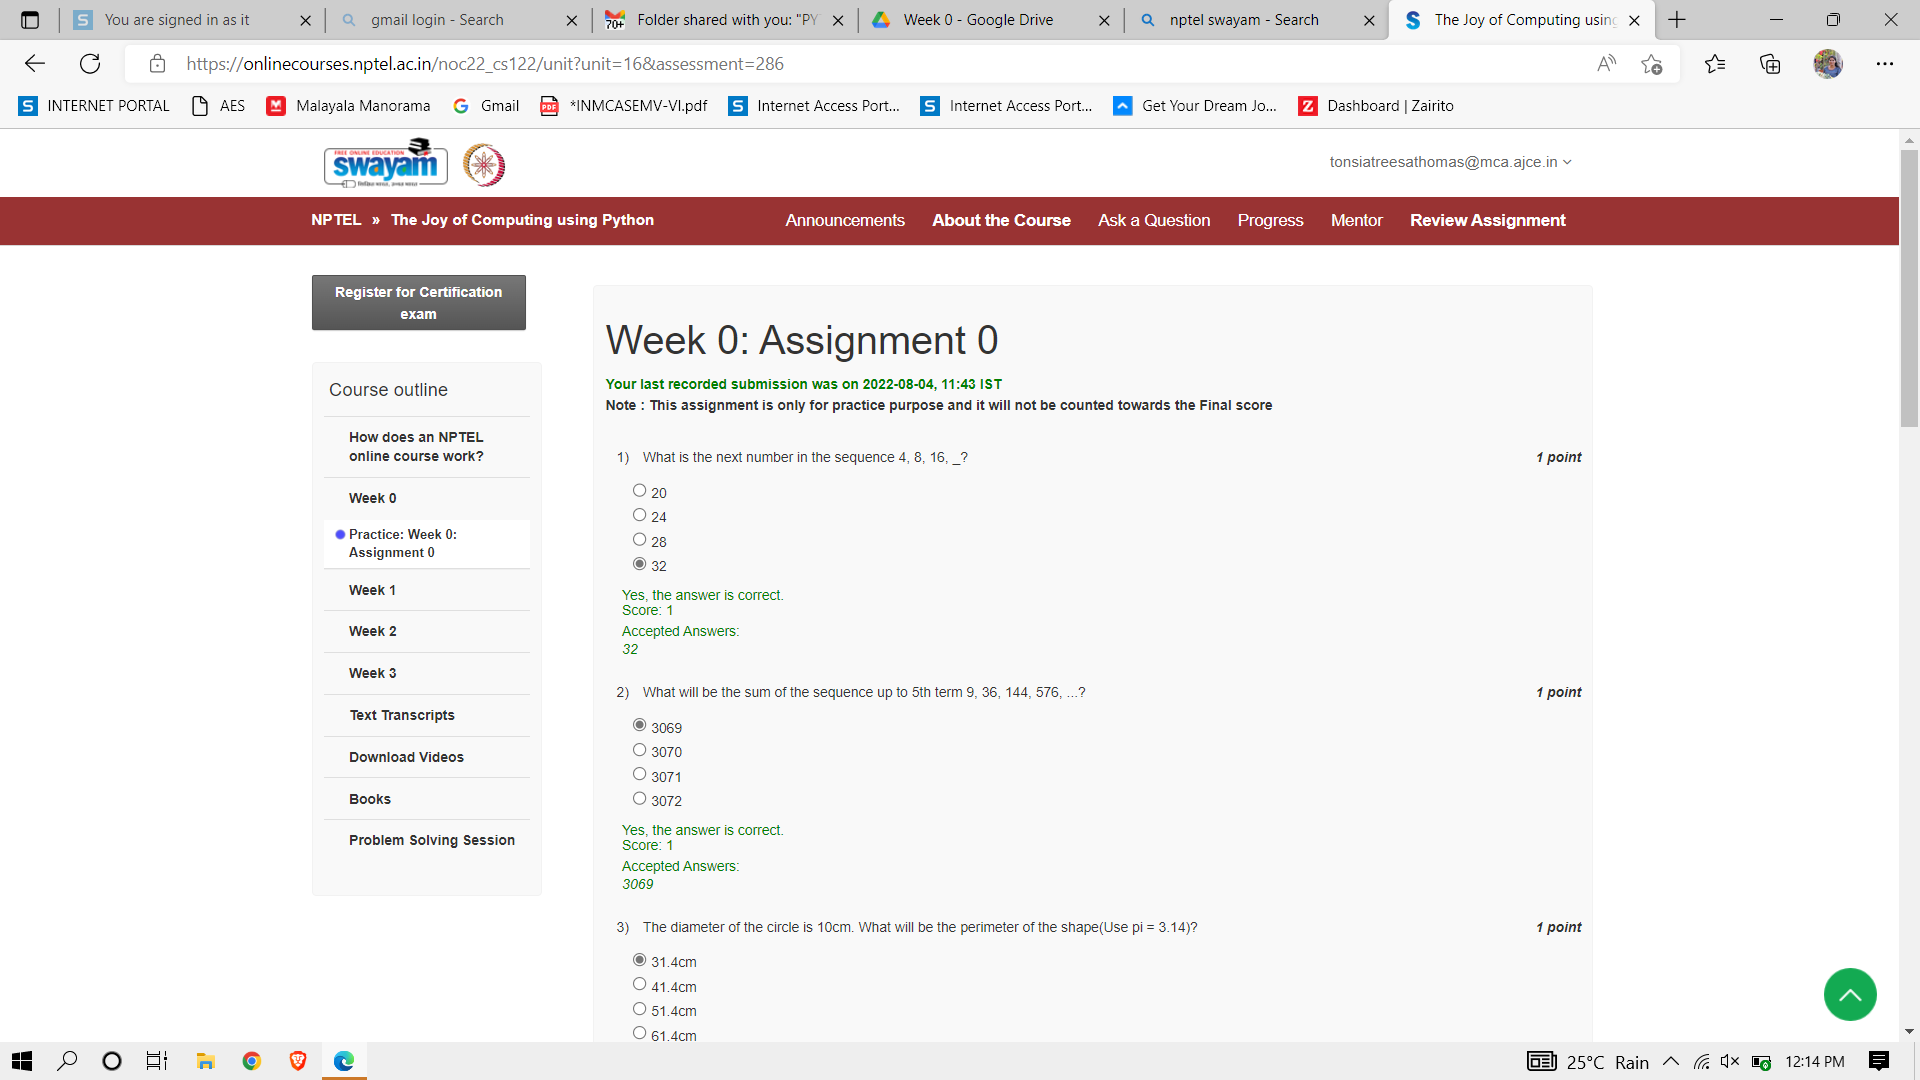 You are signed in as it
gmail login - Search
Folder shared with you: "PY
Week 0 - Google Drive
nptel swayam - Search
The Joy of Computing using
https://onlinecourses.nptel.ac.in/noc22_cs122/unit?unit=16&assessment=286
INTERNET PORTAL
AES
Malayala Manorama
Gmail
*INMCASEMV-VI.pdf
Internet Access Port...
Internet Access Port...
Get Your Dream Jo...
Dashboard | Zairito
FREE ONLINE EDUCATION
swayam
tonsiatreesathomas@mca.ajce.in
NPTEL » The Joy of Computing using Python
Announcements
About the Course
Ask a Question
Progress
Mentor
Review Assignment
Register for Certification
exam
Course outline
How does an NPTEL
online course work?
Week 0
Practice: Week 0:
Assignment 0
Week 1
Week 2
Week 3
Text Transcripts
Download Videos
Books
Problem Solving Session
Week 0: Assignment 0
Your last recorded submission was on 2022-08-04, 11:43 IST
Note : This assignment is only for practice purpose and it will not be counted towards the Final score
1) What is the next number in the sequence 4, 8, 16, _? 1 point
20
24
28
32
Yes, the answer is correct.
Score: 1
Accepted Answers:
32
2) What will be the sum of the sequence up to 5th term 9, 36, 144, 576, ...? 1 point
3069
3070
3071
3072
Yes, the answer is correct.
Score: 1
Accepted Answers:
3069
3) The diameter of the circle is 10cm. What will be the perimeter of the shape(Use pi = 3.14)? 1 point
31.4cm
41.4cm
51.4cm
61.4cm
25°C Rain
12:14 PM